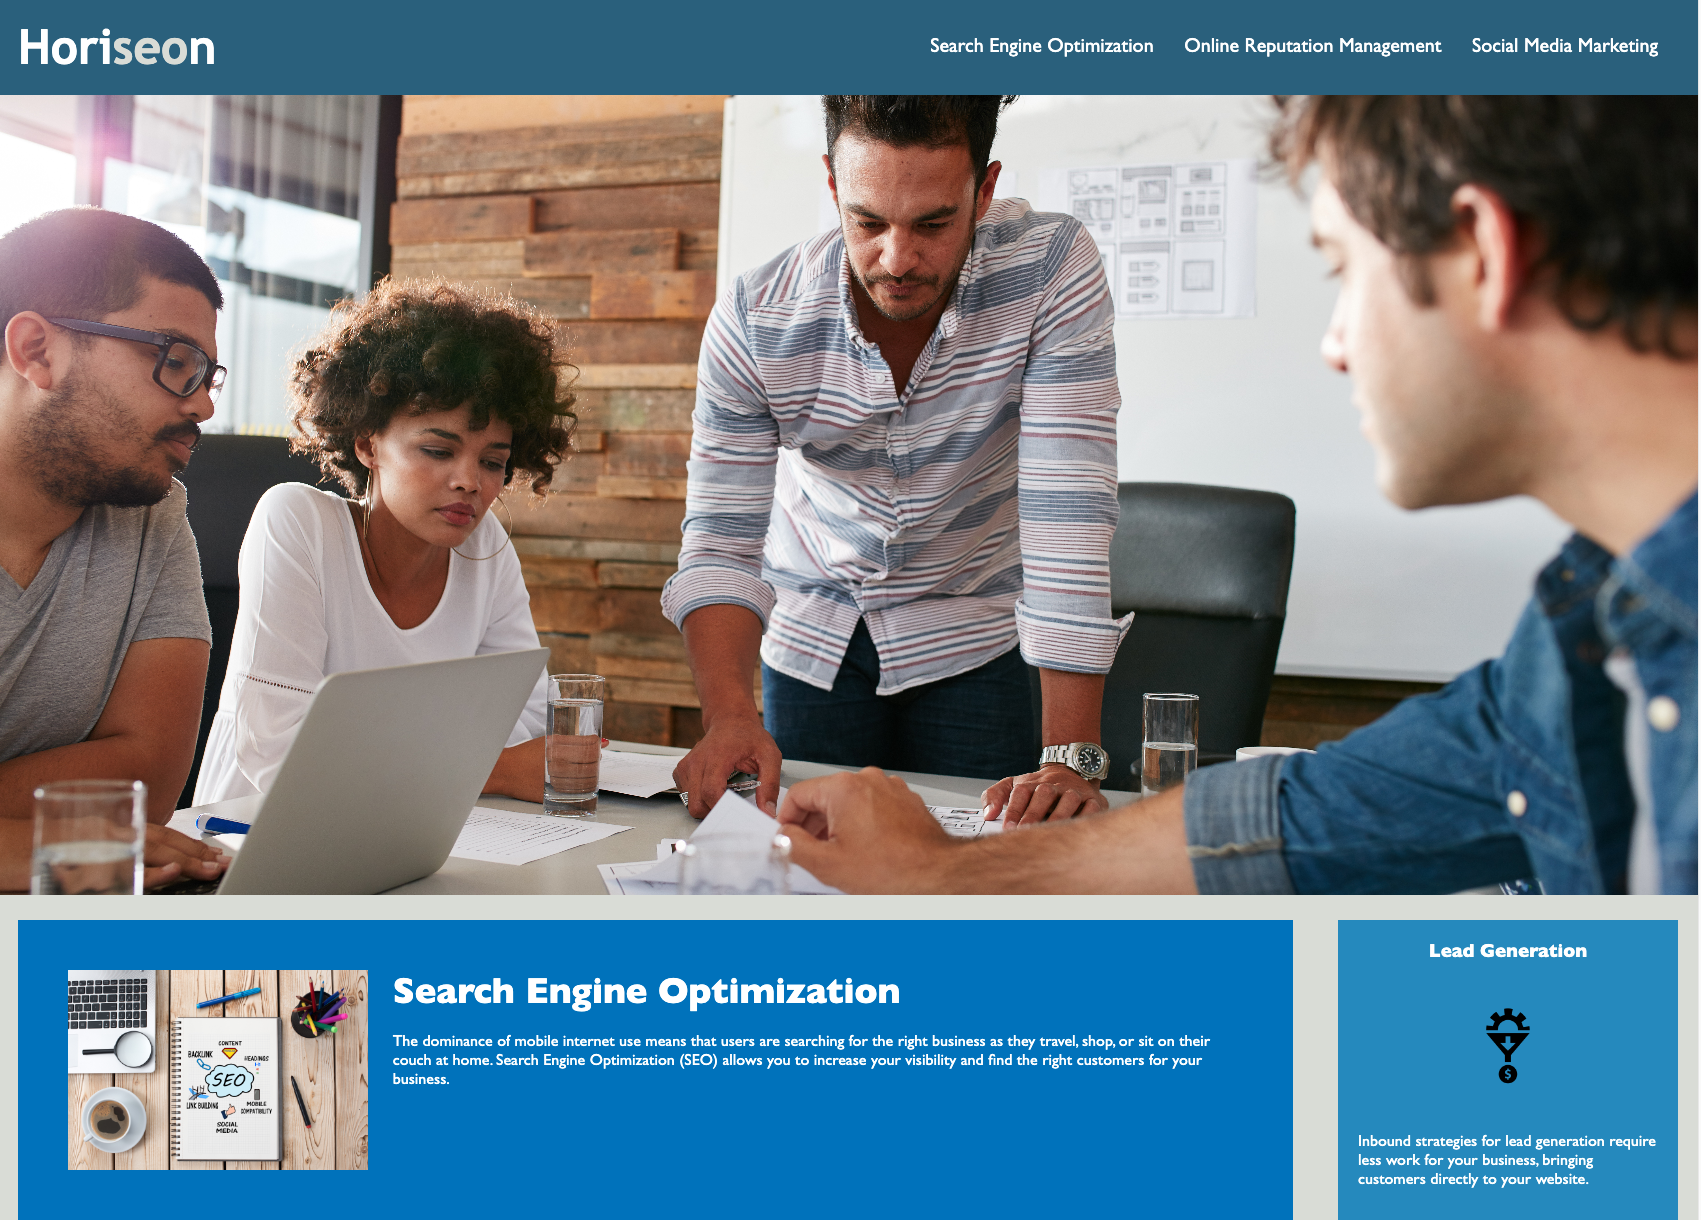 Horiseon
Search Engine Optimization
Online Reputation Management
Social Media Marketing
CONTENT
BACKLINK
HEADINGS
SEO
LINK BUILDING
MOBILE
COMPATIBILITY
SOCIAL
MEDIA
Search Engine Optimization
The dominance of mobile internet use means that users are searching for the right business as they travel, shop, or sit on their
couch at home. Search Engine Optimization (SEO) allows you to increase your visibility and find the right customers for your
business.
Lead Generation
$
Inbound strategies for lead generation require
less work for your business, bringing
customers directly to your website.